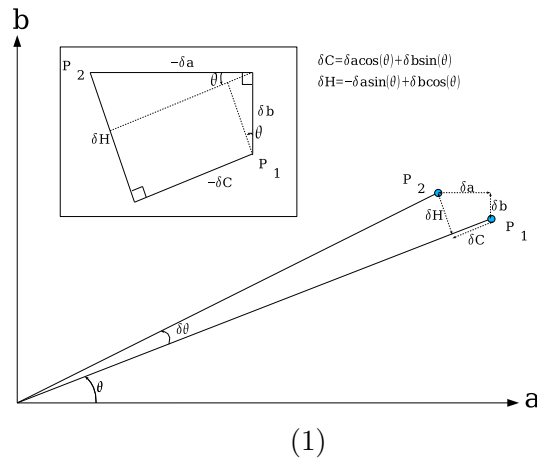 b
P 2
−δa
θ
δb
δH
θ
P 1
−δC
δC=δacos(θ)+δbsin(θ)
δH=−δasin(θ)+δbcos(θ)
P 2
δa
δb
δH
P 1
δC
δθ
θ
a
(1)